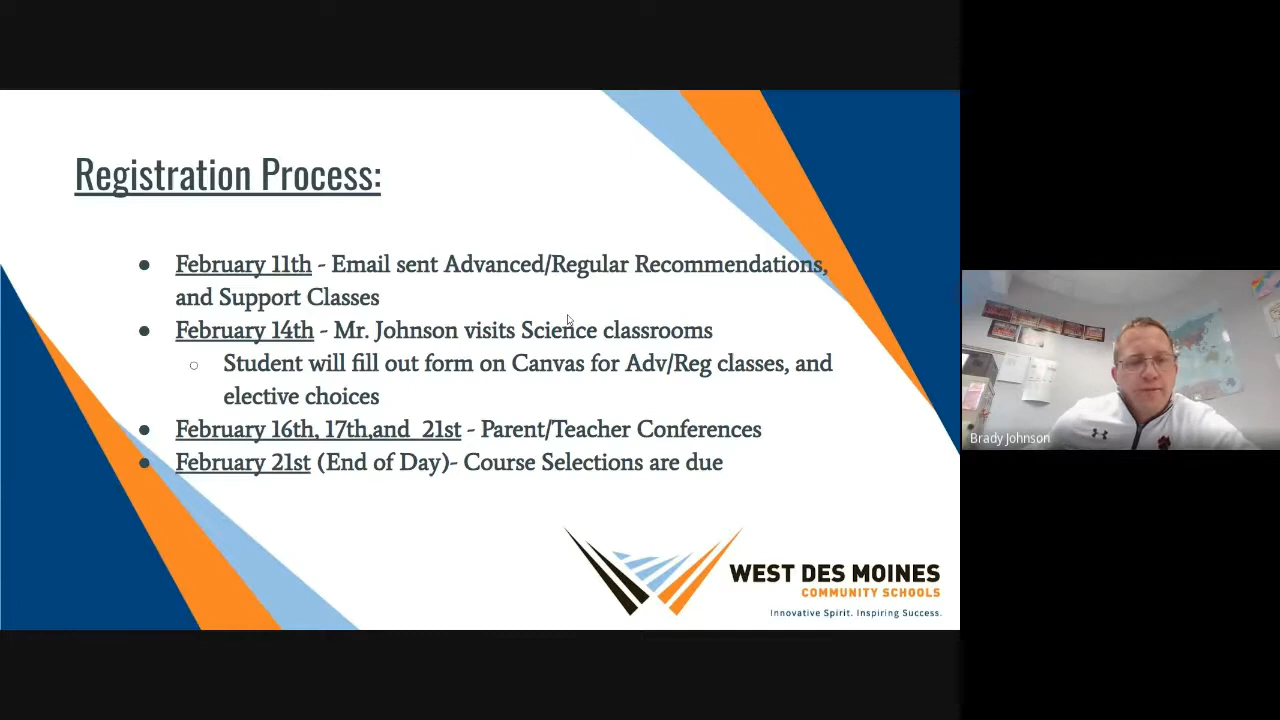 Registration Process:
● February 11th - Email sent Advanced/Regular Recommendations,
and Support Classes
● February 14th - Mr. Johnson visits Science classrooms
○ Student will fill out form on Canvas for Adv/Reg classes, and
elective choices
● February 16th, 17th,and  21st - Parent/Teacher Conferences
● February 21st (End of Day)- Course Selections are due
WEST DES MOINES
COMMUNITY SCHOOLS
Innovative Spirit. Inspiring Success.
Brady Johnson